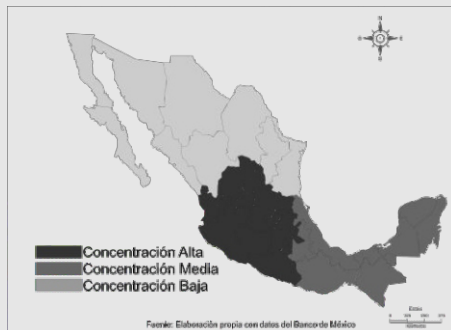 N
Concentración Alta
Concentración Media
Concentración Baja
Fuente: Elaboración propia con datos del Banco de México